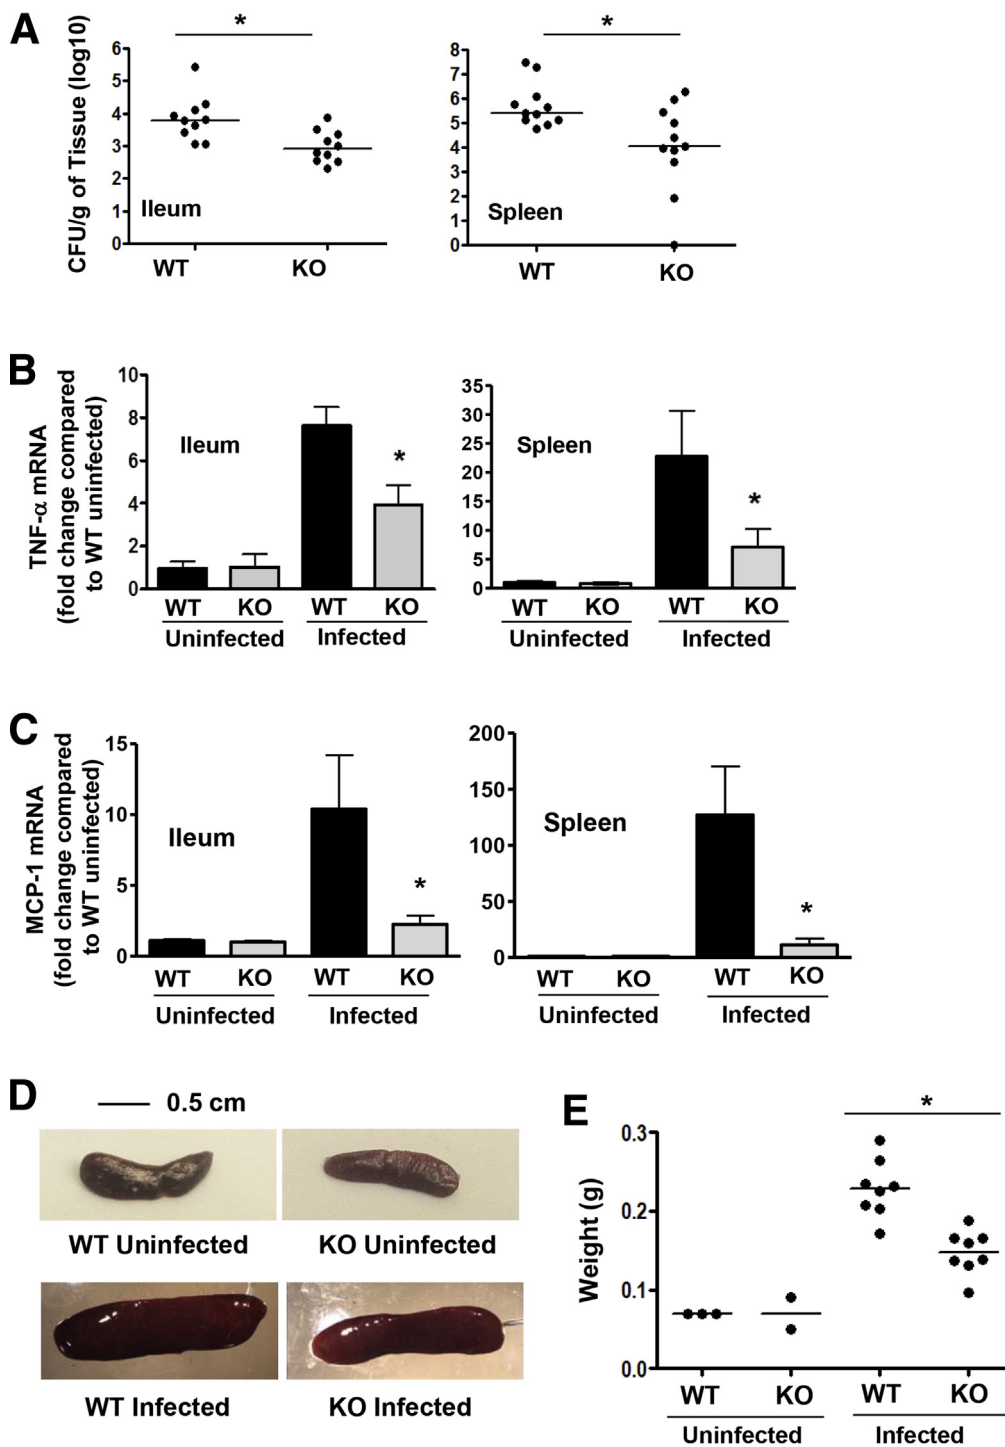 A
*
*
CFU/g of Tissue (log10)
6
5
4
3
2
1
0
Ileum
WT
KO
8
7
6
5
4
3
2
1
0
Spleen
WT
KO
B
TNF-α mRNA
(fold change compared
to WT uninfected)
10
8
6
4
2
0
Ileum
*
WT
KO
WT
KO
Uninfected
Infected
35
30
25
20
15
10
5
0
Spleen
*
WT
KO
WT
KO
Uninfected
Infected
C
MCP-1 mRNA
(fold change compared
to WT uninfected)
15
10
5
0
Ileum
*
WT
KO
WT
KO
Uninfected
Infected
200
150
100
50
0
Spleen
*
WT
KO
WT
KO
Uninfected
Infected
D
0.5 cm
WT Uninfected
KO Uninfected
WT Infected
KO Infected
E
*
Weight (g)
0.3
0.2
0.1
0.0
WT
KO
WT
KO
Uninfected
Infected